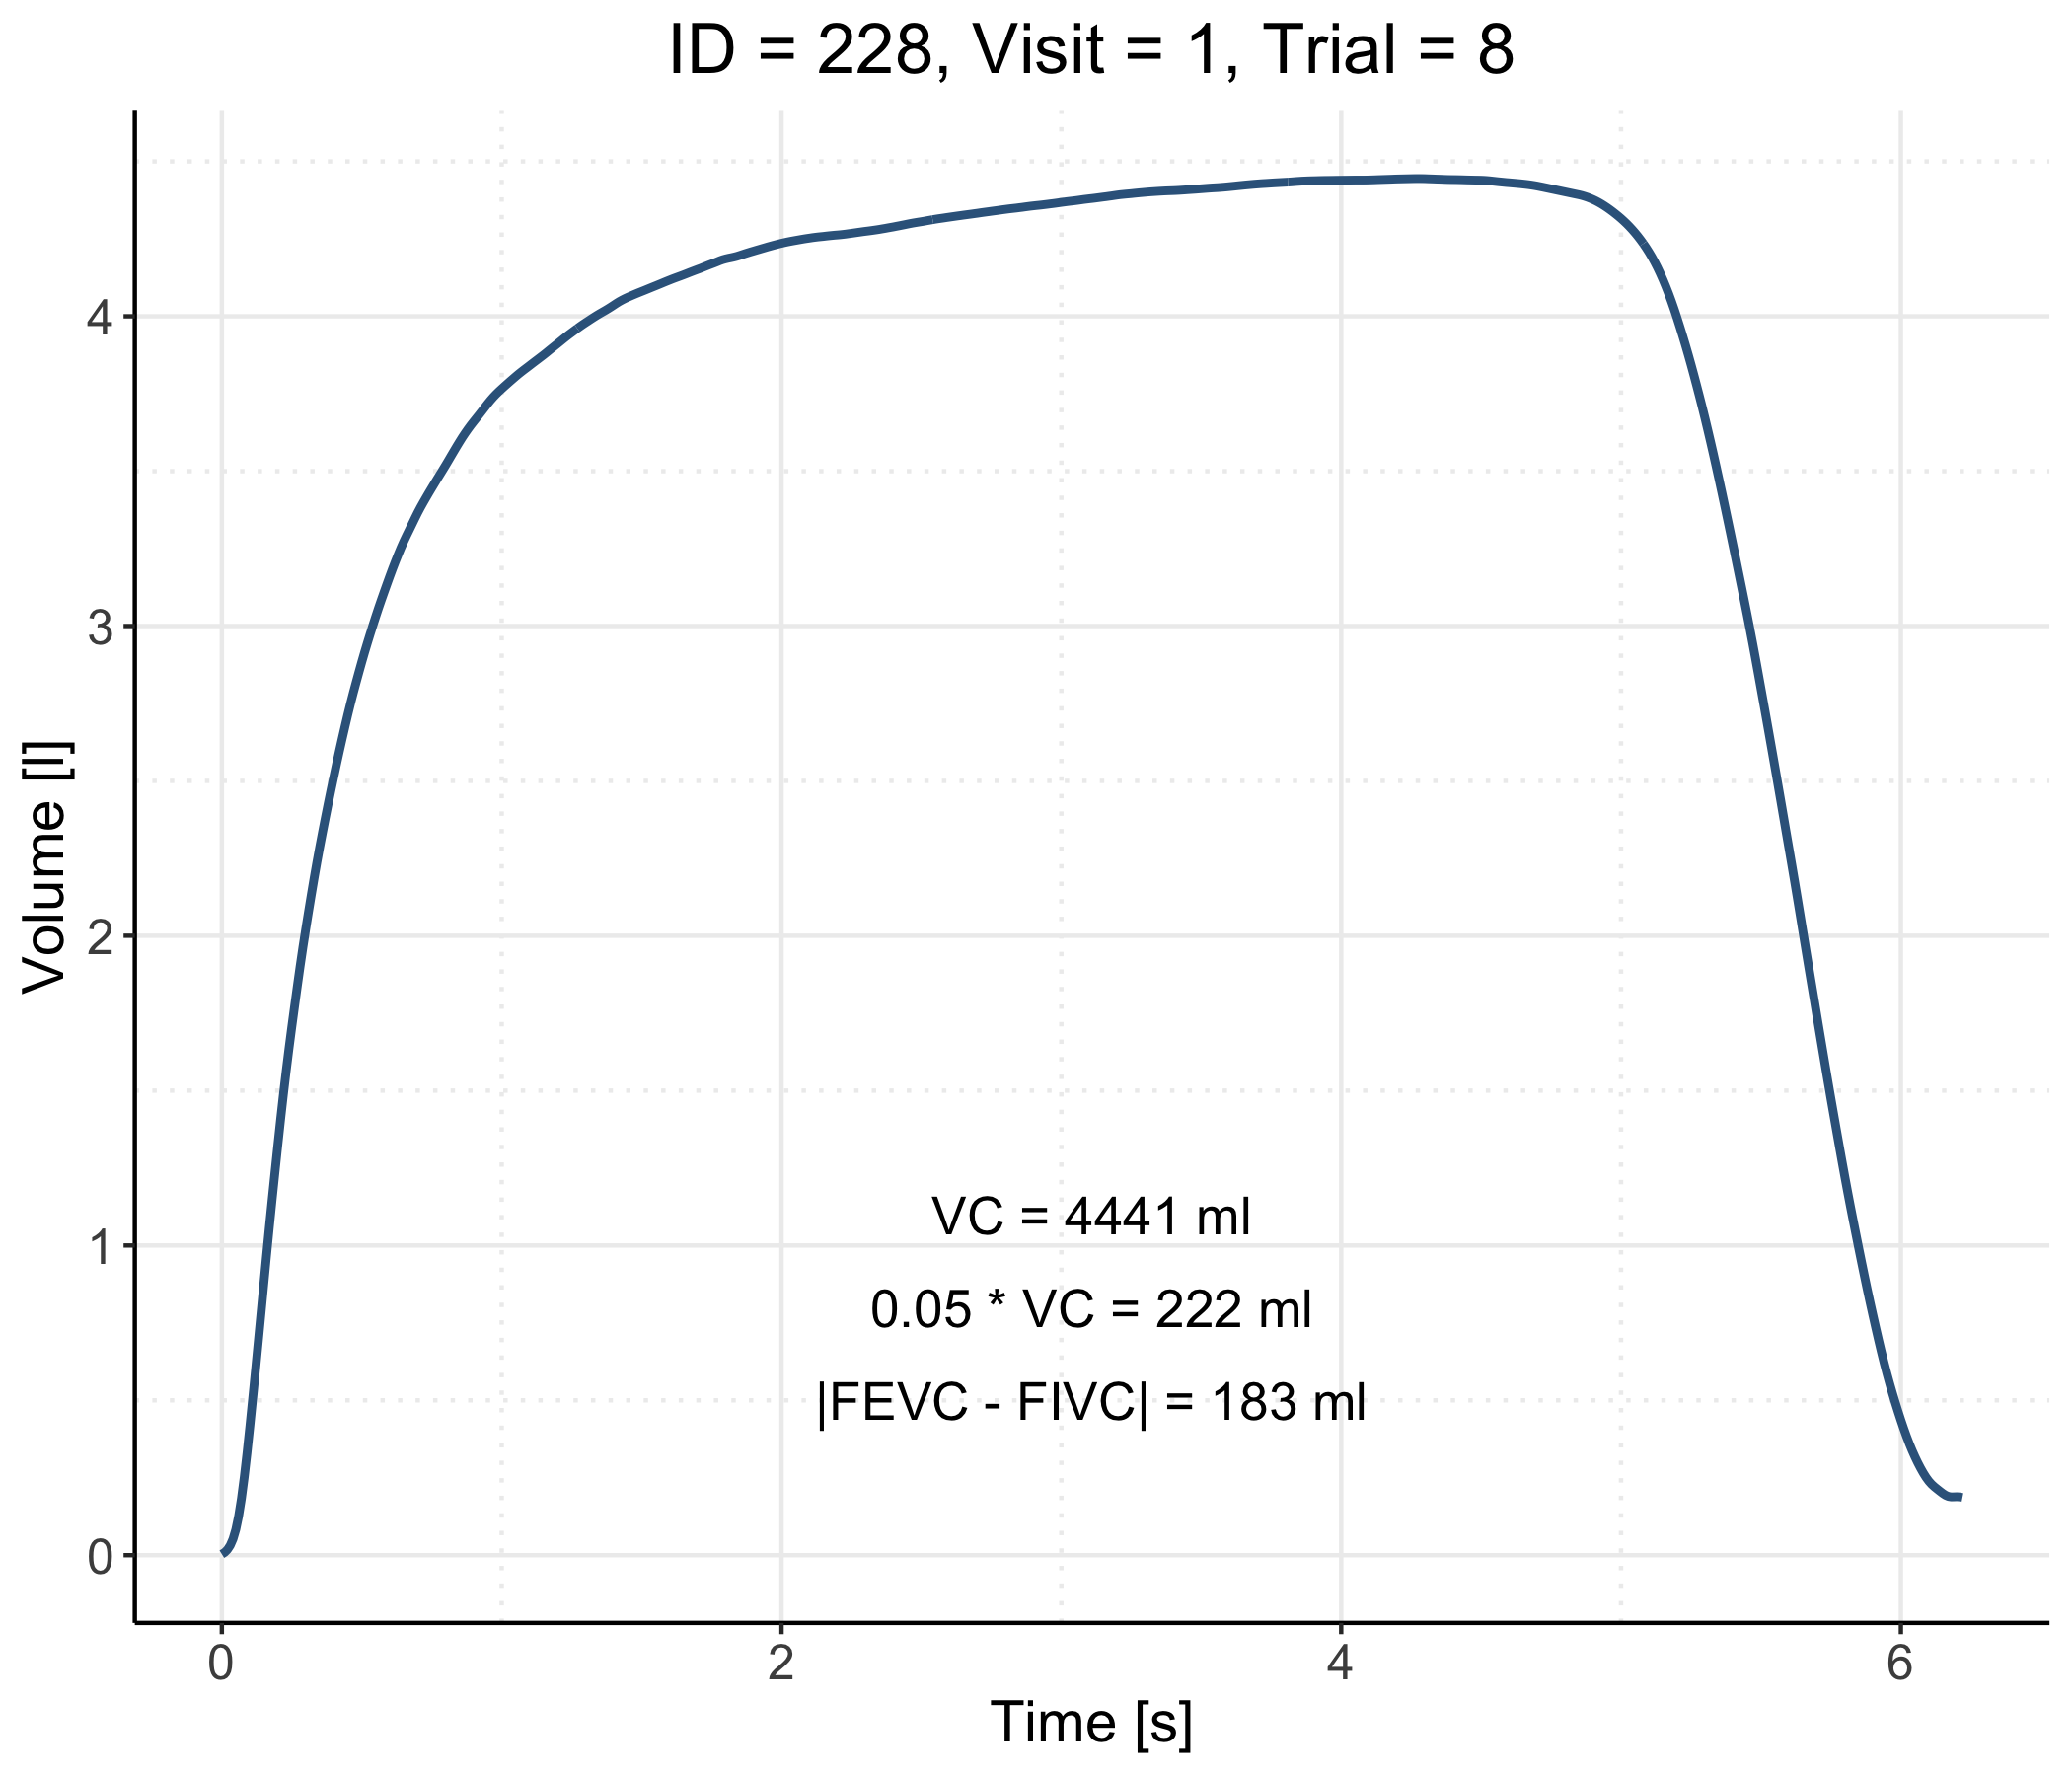 ID = 228, Visit = 1, Trial = 8
Volume [l]
4
3
2
1
0
VC = 4441 ml
0.05 * VC = 222 ml
|FEVC - FIVC| = 183 ml
0 2 4 6
Time [s]